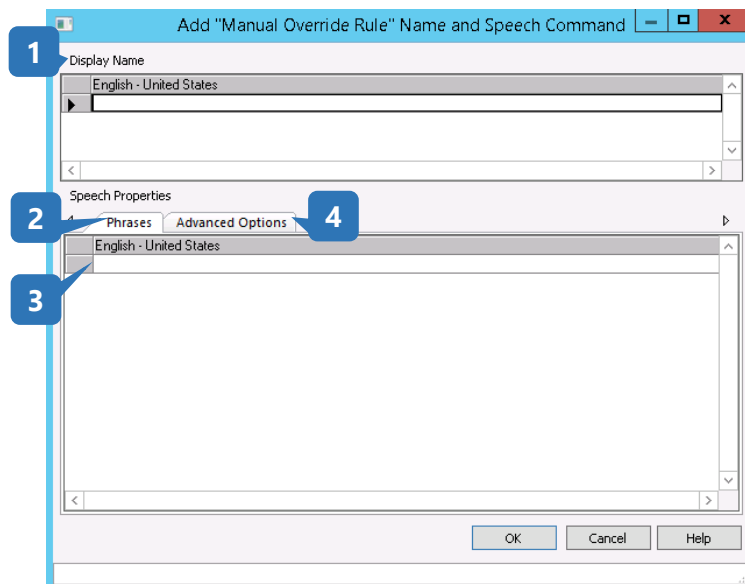 Add "Manual Override Rule" Name and Speech Command
1
Display Name
English - United States
Speech Properties
2
Phrases
Advanced Options
4
English - United States
3
OK
Cancel
Help